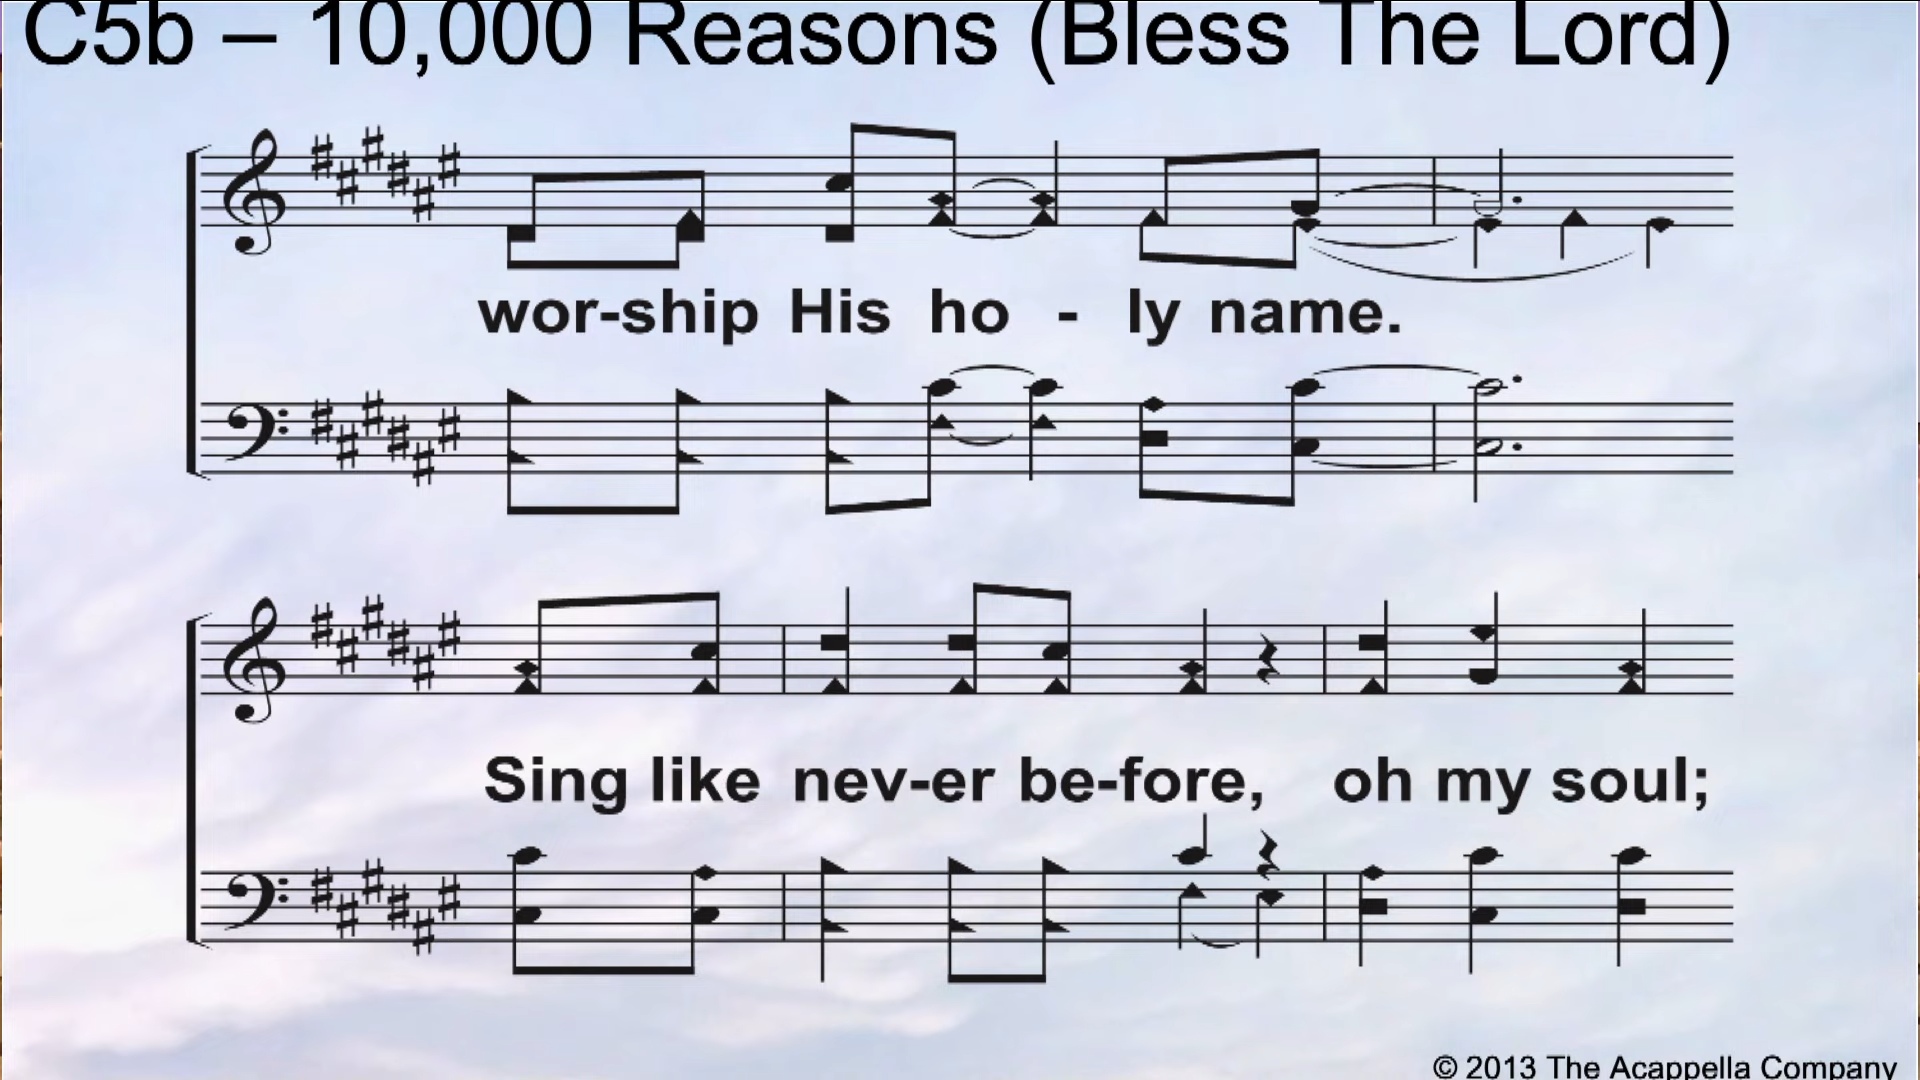 C5b – 10,000 Reasons (Bless The Lord)
wor-ship His ho - ly name.
Sing like nev-er be-fore, oh my soul;
© 2013 The Acappella Company